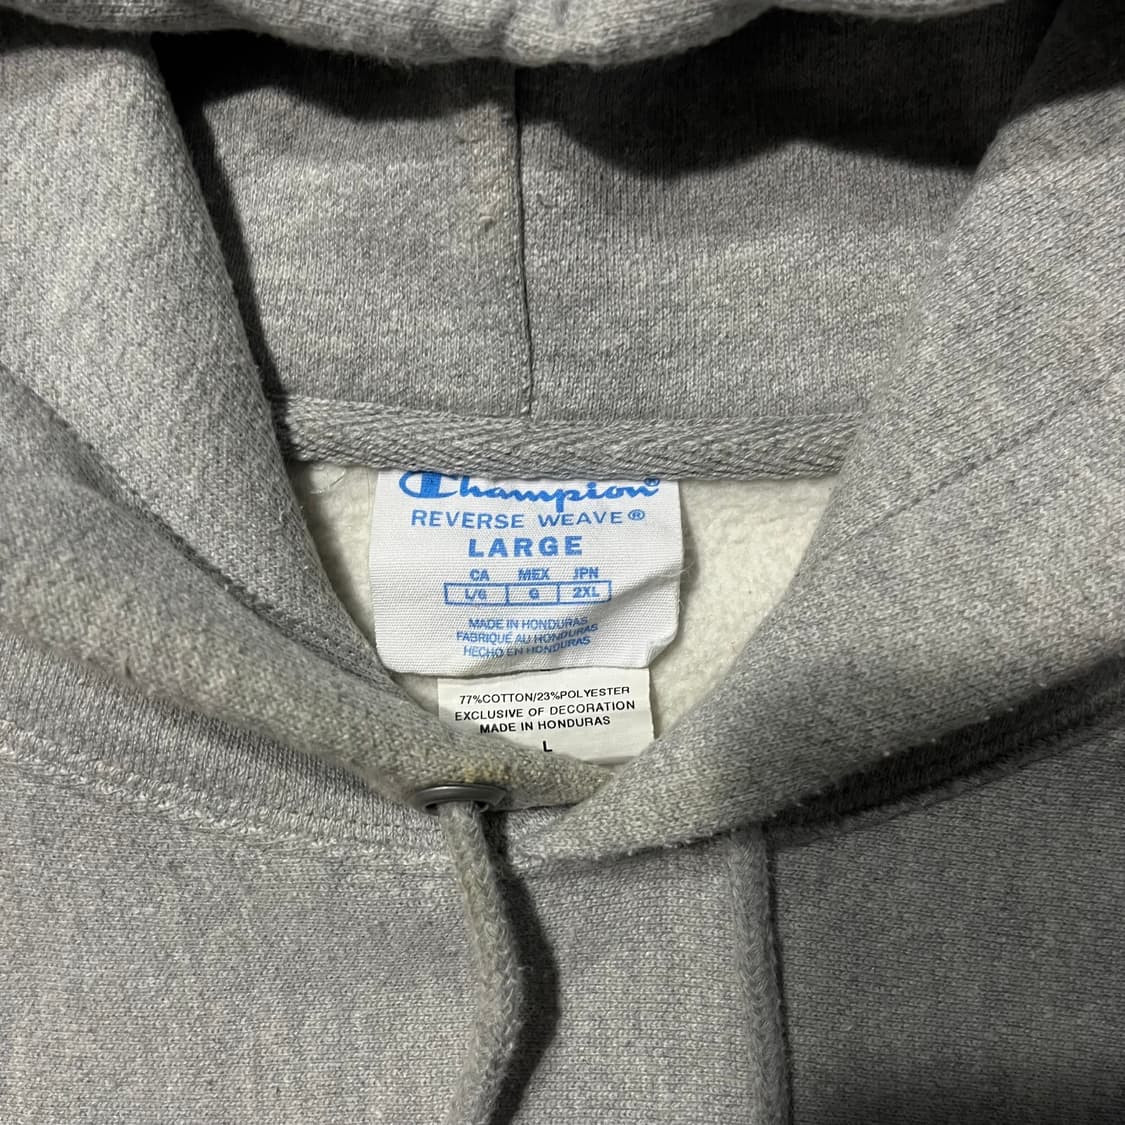 Champion®
REVERSE WEAVE®
LARGE
CA MEX JPN
L/G G 2XL
MADE IN HONDURAS
FABRIQUÉ AU HONDURAS
HECHO EN HONDURAS
77%COTTON/23%POLYESTER
EXCLUSIVE OF DECORATION
MADE IN HONDURAS
L